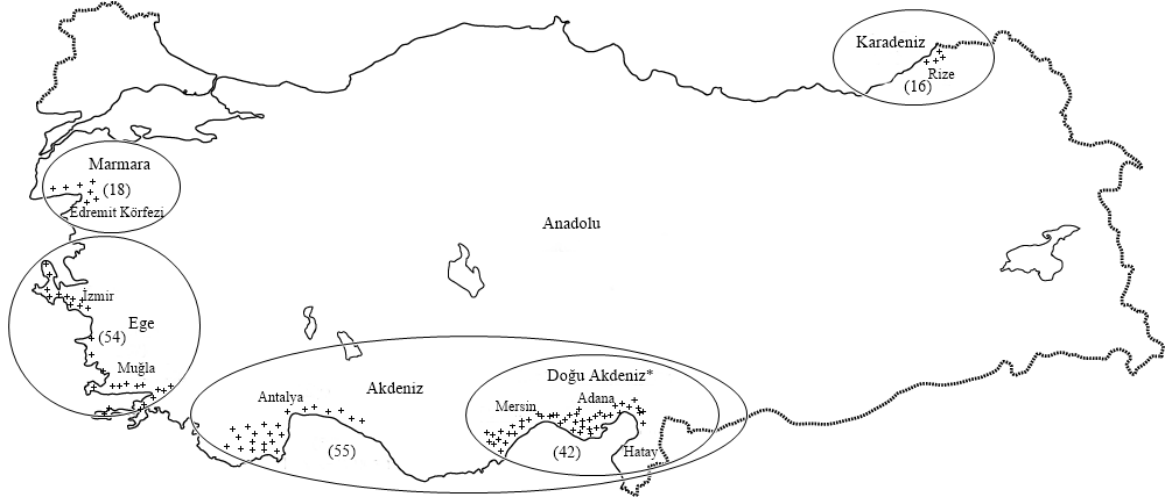 Karadeniz
Rize
(16)
Marmara
(18)
Edremit Körfezi
Anadolu
İzmir
Ege
(54)
Muğla
Doğu Akdeniz*
Akdeniz
Antalya
Mersin
Adana
(55)
(42)
Hatay